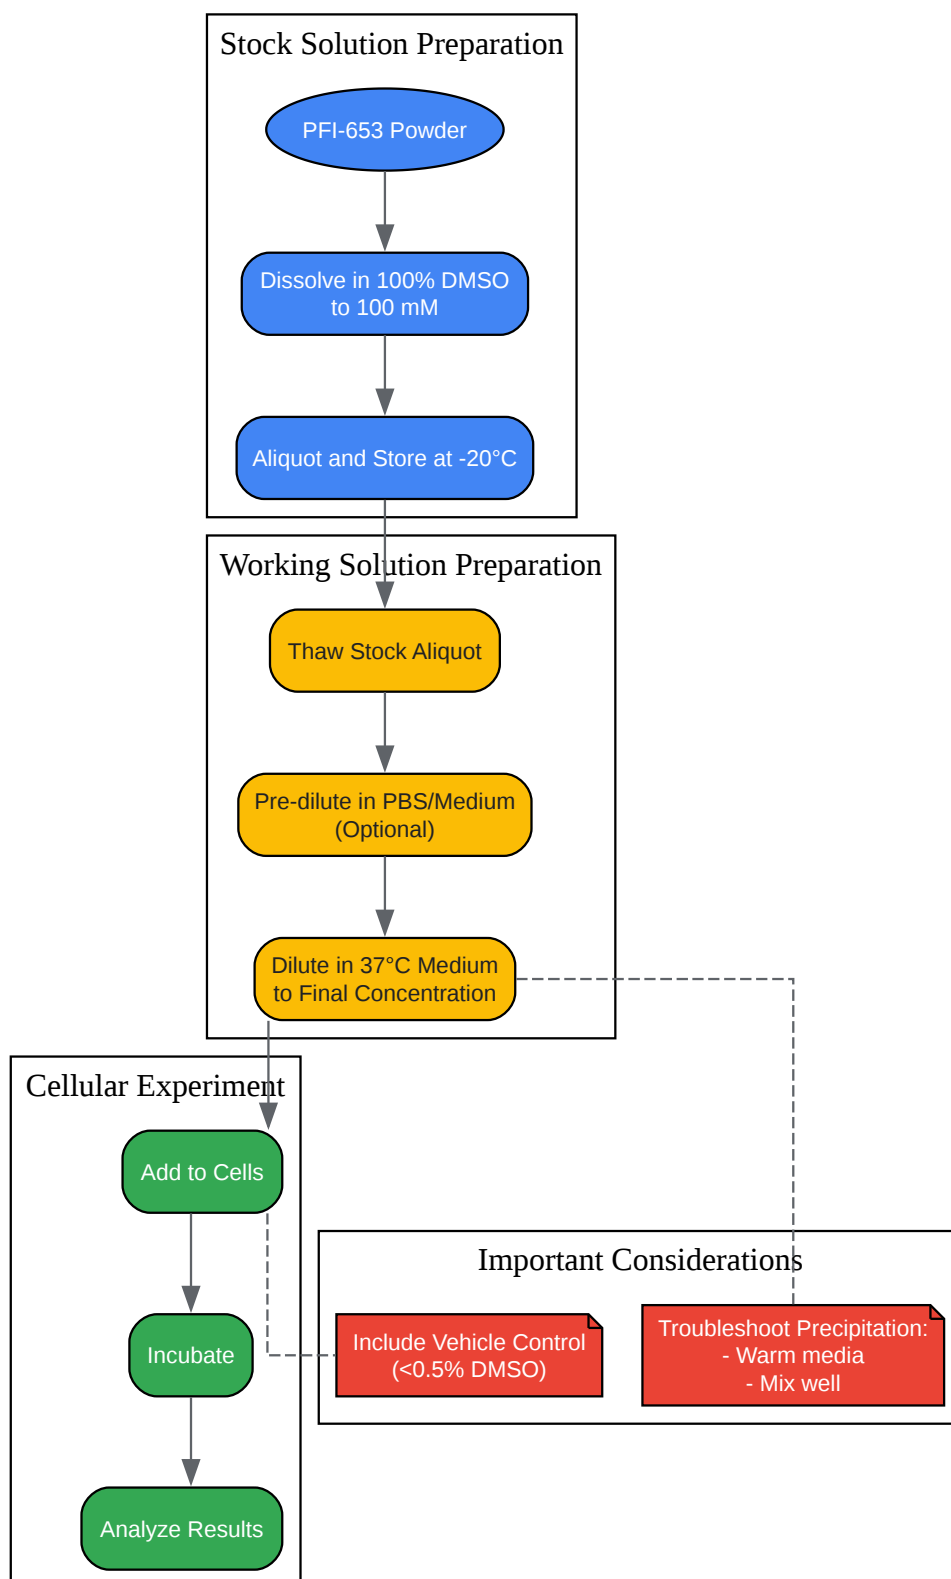 Stock Solution Preparation
PFI-653 Powder
Dissolve in 100% DMSO
to 100 mM
Aliquot and Store at -20°C
Working Solution Preparation
Thaw Stock Aliquot
Pre-dilute in PBS/Medium
(Optional)
Dilute in 37°C Medium
to Final Concentration
Cellular Experiment
Add to Cells
Incubate
Analyze Results
Important Considerations
Include Vehicle Control
(<0.5% DMSO)
Troubleshoot Precipitation:
- Warm media
- Mix well